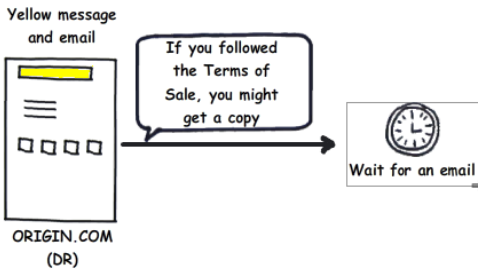 Yellow message
and email
If you followed
the Terms of
Sale, you might
get a copy
Wait for an email
ORIGIN.COM
(DR)